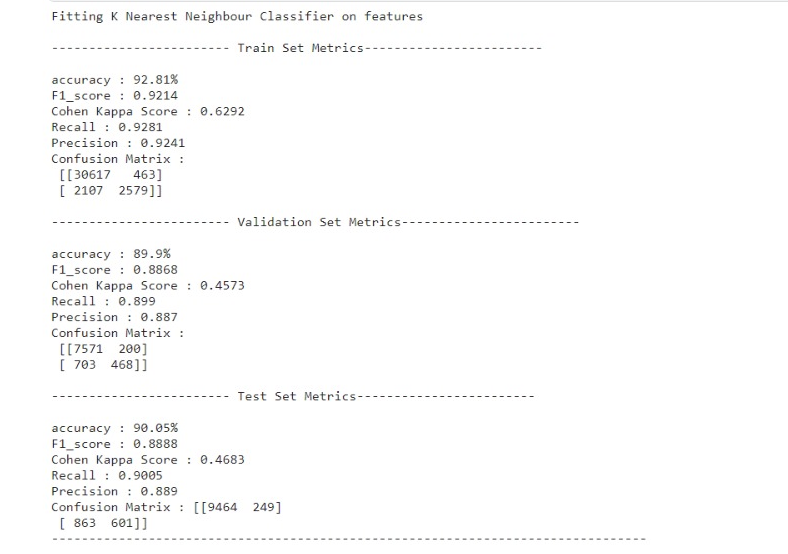 Fitting K Nearest Neighbour Classifier on features
------------------------ Train Set Metrics------------------------
accuracy : 92.81%
F1_score : 0.9214
Cohen Kappa Score : 0.6292
Recall : 0.9281
Precision : 0.9241
Confusion Matrix :
[[30617   463]
[ 2107  2579]]
------------------------ Validation Set Metrics------------------------
accuracy : 89.9%
F1_score : 0.8868
Cohen Kappa Score : 0.4573
Recall : 0.899
Precision : 0.887
Confusion Matrix :
[[7571  200]
[ 703  468]]
------------------------ Test Set Metrics------------------------
accuracy : 90.05%
F1_score : 0.8888
Cohen Kappa Score : 0.4683
Recall : 0.9005
Precision : 0.889
Confusion Matrix : [[9464  249]
[ 863  601]]
--------------------------------------------------------------------------------